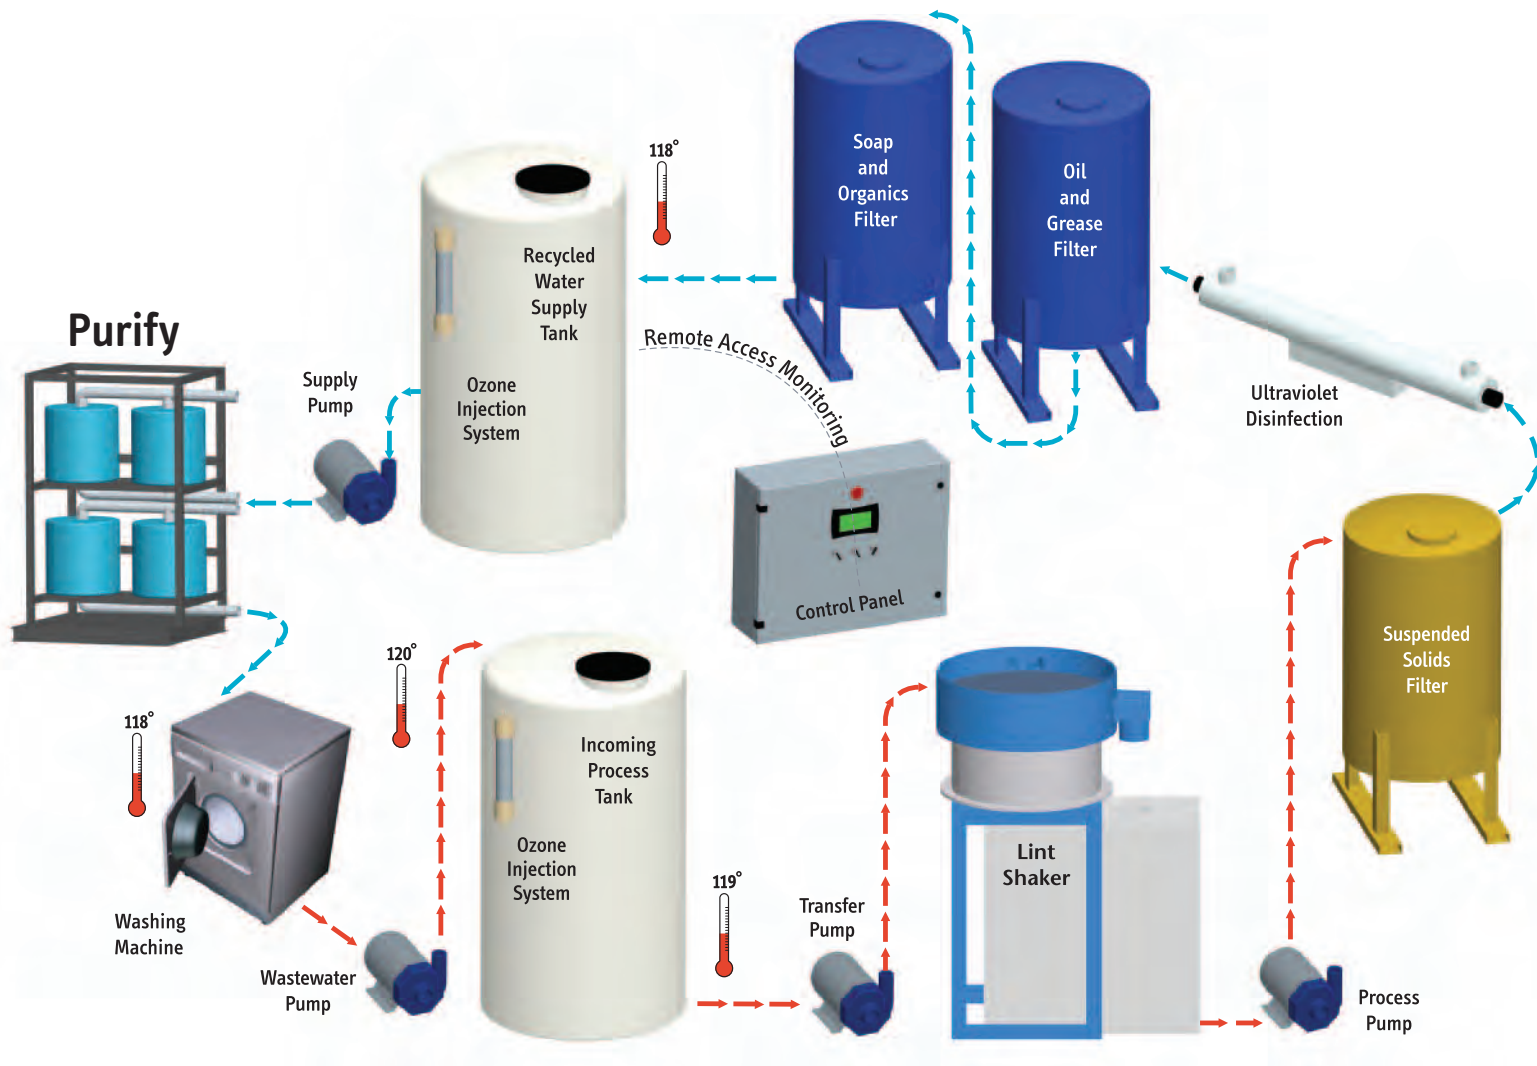 118°
Soap
and
Organics
Filter
Oil
and
Grease
Filter
Recycled
Water
Supply
Tank
Ozone
Injection
System
Purify
Supply
Pump
Remote Access Monitoring
Ultraviolet
Disinfection
Control Panel
Suspended
Solids
Filter
120°
118°
Incoming
Process
Tank
Ozone
Injection
System
Washing
Machine
Wastewater
Pump
119°
Transfer
Pump
Lint
Shaker
Process
Pump